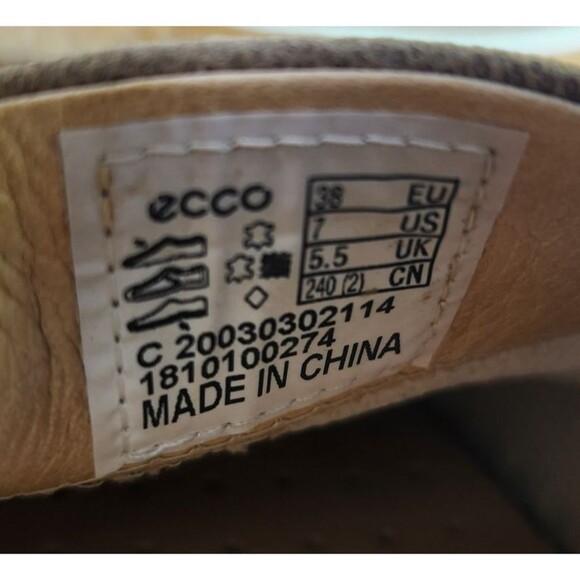 ecco
38 EU
7 US
5.5 UK
240 (2) CN
C 20030302114
1810100274
MADE IN CHINA